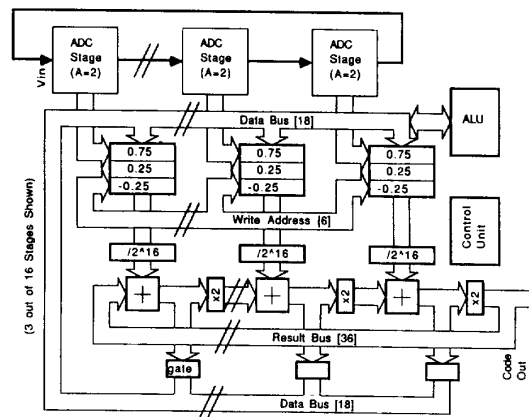 ADC
Stage
(A=2)
ADC
Stage
(A=2)
ADC
Stage
(A=2)
Vin
Data Bus [18]
ALU
0.75
0.25
-0.25
0.75
0.25
-0.25
0.75
0.25
-0.25
(3 out of 16 Stages Shown)
Write Address [6]
Control
Unit
/2^16
/2^16
/2^16
+
x2
+
x2
+
x2
Result Bus [36]
Code
Out
gate
Data Bus [18]